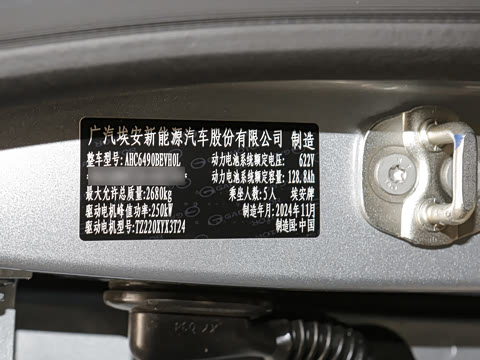 广汽埃安新能源汽车股份有限公司 制造
整车型号: AHC6490BEVH0L 动力电池系统额定电压: 622V
动力电池系统额定容量: 128.8Ah
最大允许总质量: 2680kg 乘坐人数: 5人 埃安牌
驱动电机峰值功率: 250kW 制造年月: 2024年11月
驱动电机型号: TZ220XYX3T24 制造国: 中国